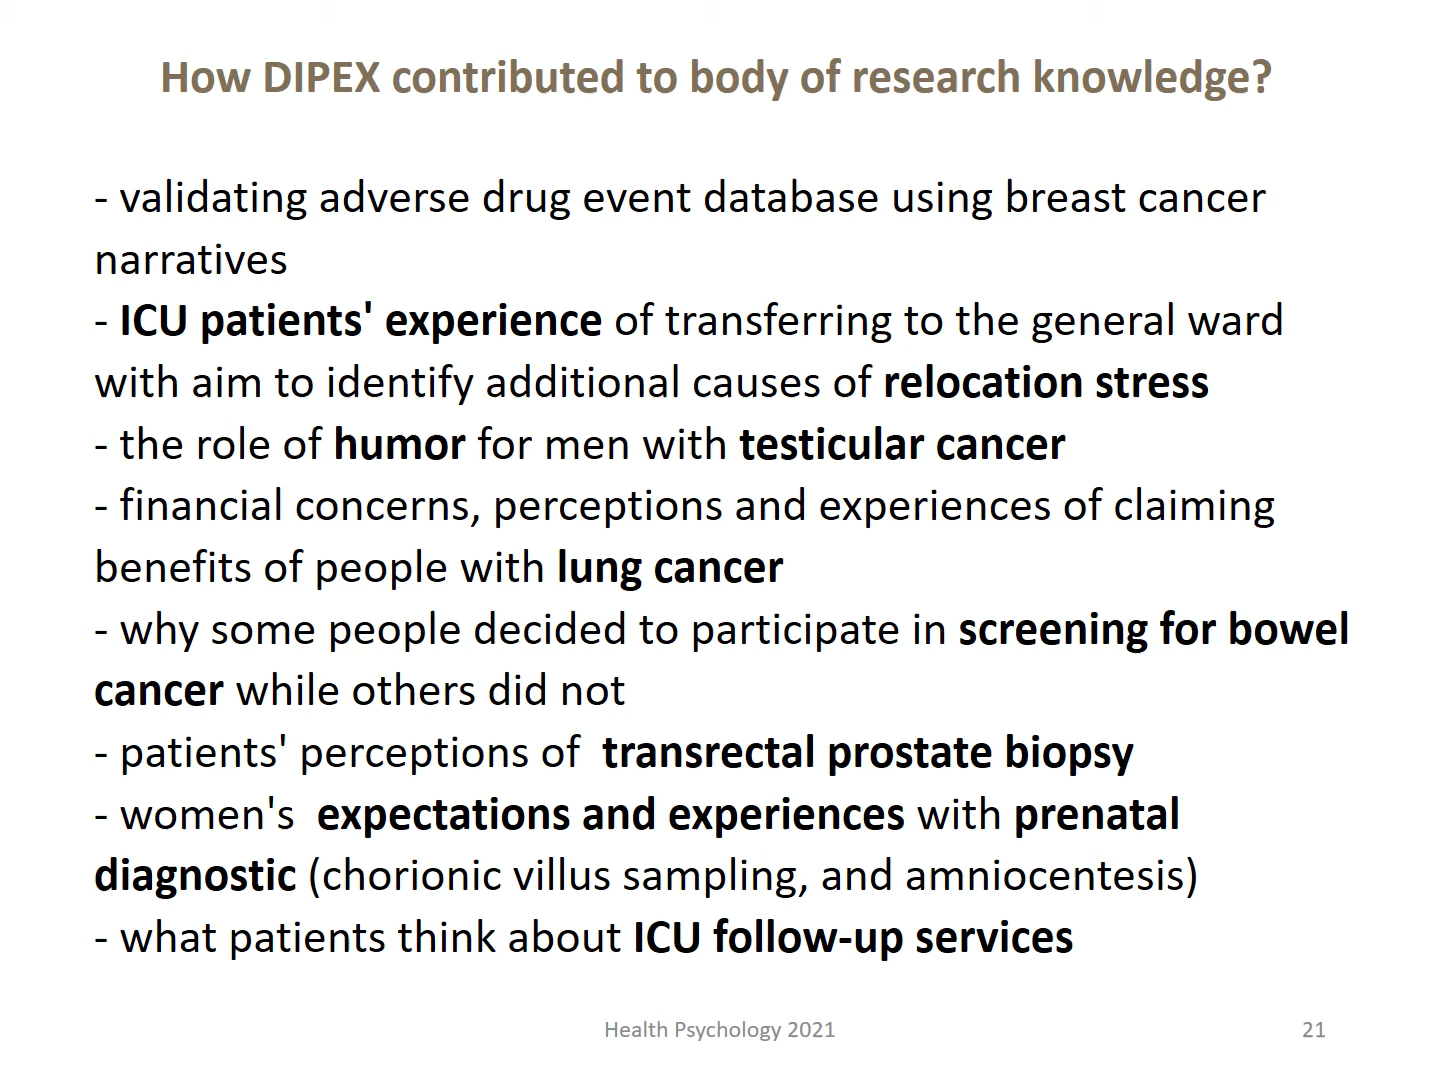 How DIPEX contributed to body of research knowledge?
- validating adverse drug event database using breast cancer
narratives
- ICU patients' experience of transferring to the general ward
with aim to identify additional causes of relocation stress
- the role of humor for men with testicular cancer
- financial concerns, perceptions and experiences of claiming
benefits of people with lung cancer
- why some people decided to participate in screening for bowel
cancer while others did not
- patients' perceptions of  transrectal prostate biopsy
- women's  expectations and experiences with prenatal
diagnostic (chorionic villus sampling, and amniocentesis)
- what patients think about ICU follow-up services
Health Psychology 2021
21